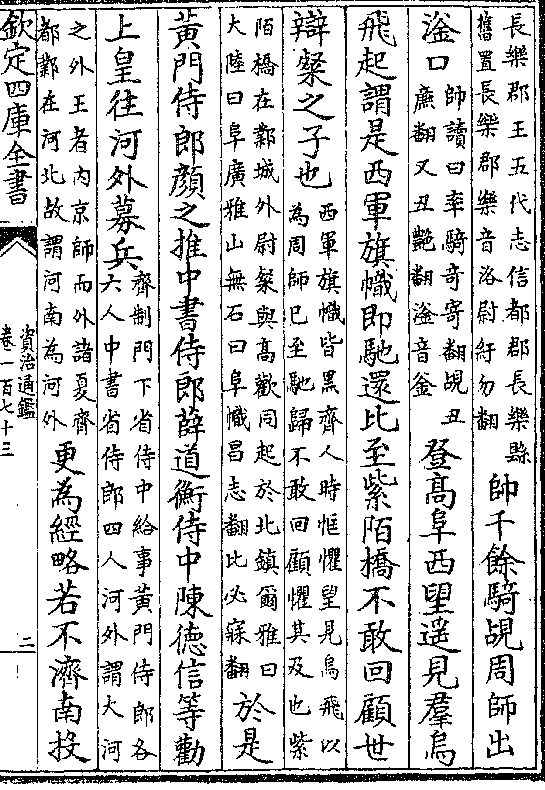 長樂郡王五代志信都郡長樂縣
舊置長樂郡樂音洛尉紆勿翻
帥千餘騎覘周師出
滏口
帥讀曰率騎奇寄翻覘丑
亷翻又丑艷翻滏音釜
登髙阜西望遥見羣烏
飛起謂是西軍旗幟即馳還比至紫陌橋不敢回顧世
辯粲之子也
西軍旗幟皆黑齊人時恇懼望見烏飛以
為周師已至馳歸不敢回顧懼其及也紫
陌橋在鄴城外尉粲與髙歡同起於北鎮爾雅曰
大陸曰阜廣雅山無石曰阜幟昌志翻比必寐翻
於是
黄門侍郎顔之推中書侍郎薛道衡侍中陳徳信等勸
上皇往河外募兵
齊制門下省侍中給事黄門侍郎各
六人中書省侍郎四人河外謂大河
之外王者内京師而外諸夏齊
都鄴在河北故謂河南為河外
更為經略若不濟南投
欽定四庫全書
資治通鑑
卷一百七十三
二